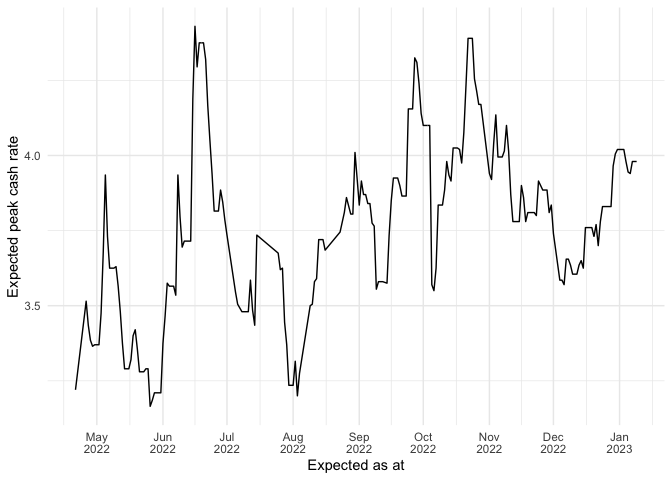 Expected peak cash rate
4.0
3.5
May Jun Jul Aug Sep Oct Nov Dec Jan
2022 2022 2022 2022 2022 2022 2022 2022 2023
Expected as at